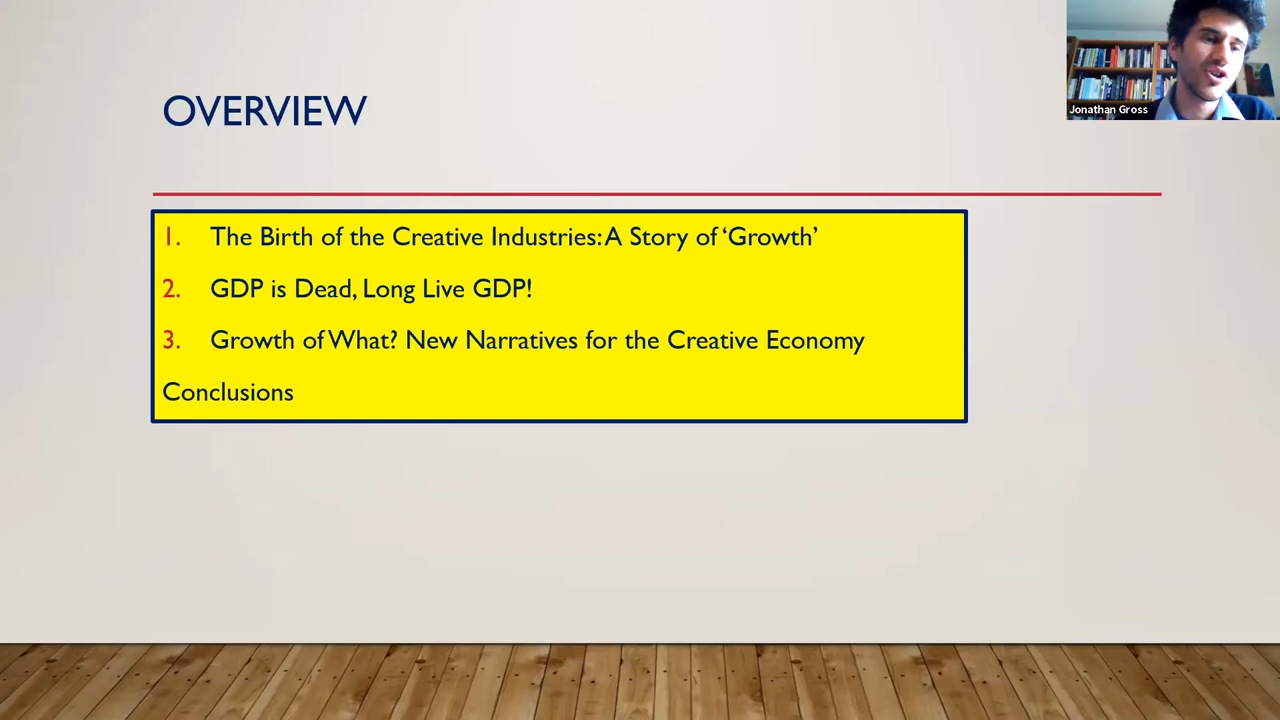 OVERVIEW
Jonathan Gross
1. The Birth of the Creative Industries: A Story of ‘Growth’
2. GDP is Dead, Long Live GDP!
3. Growth of What? New Narratives for the Creative Economy
Conclusions